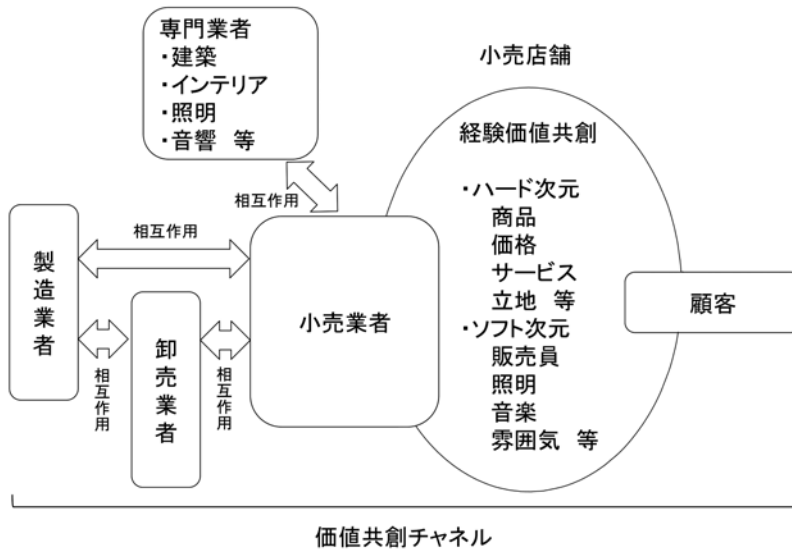 専門業者
・建築
・インテリア
・照明
・音響 等
小売店舗
経験価値共創
・ハード次元
商品
価格
サービス
立地 等
・ソフト次元
販売員
照明
音楽
雰囲気 等
相互作用
相互作用
製造業者
小売業者
顧客
卸売業者
相互作用
相互作用
価値共創チャネル